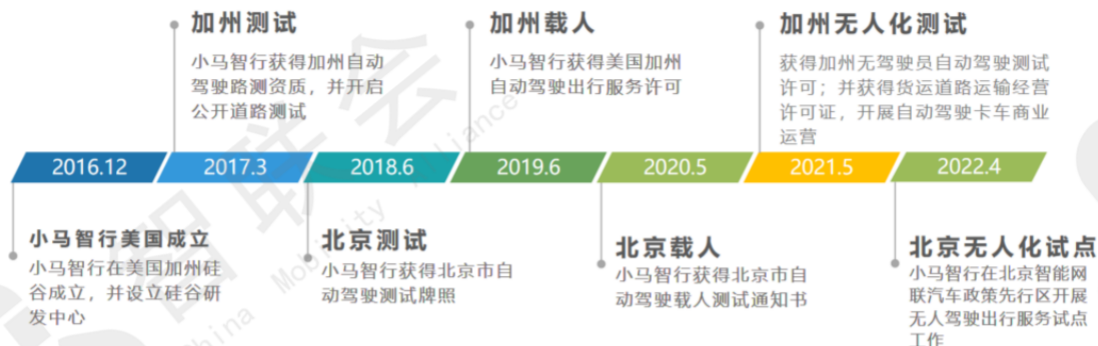 加州测试
小马智行获得加州自动
驾驶路测资质，并开启
公开道路测试
加州载人
小马智行获得美国加州
自动驾驶出行服务许可
加州无人化测试
获得加州无驾驶员自动驾驶测试
许可；并获得货运道路运输经营
许可证，开展自动驾驶卡车商业
运营
2016.12
2017.3
2018.6
2019.6
2020.5
2021.5
2022.4
小马智行美国成立
小马智行在美国加州硅
谷成立，并设立硅谷研
发中心
北京测试
小马智行获得北京市自
动驾驶测试牌照
北京载人
小马智行获得北京市自
动驾驶载人测试通知书
北京无人化试点
小马智行在北京智能网
联汽车政策先行区开展
无人驾驶出行服务试点
工作
智联会
China Mobility Alliance